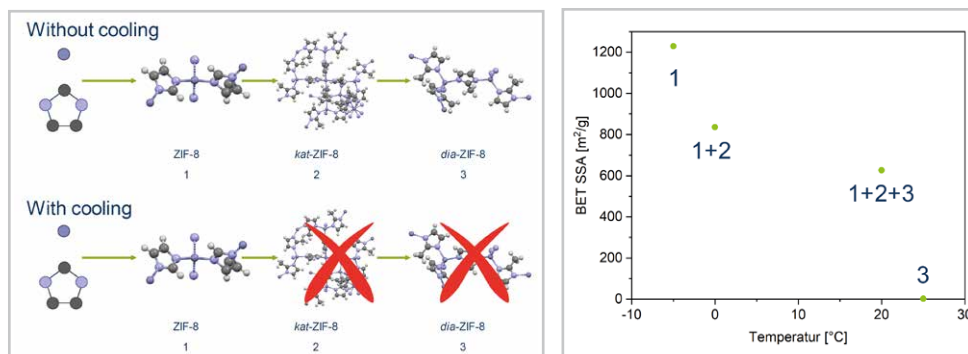 Without cooling
ZIF-8
kat-ZIF-8
dia-ZIF-8
1
2
3
With cooling
ZIF-8
kat-ZIF-8
dia-ZIF-8
1
2
3
BET SSA [m²/g]
1200
1000
800
600
400
200
0
1
1+2
1+2+3
3
-10
0
10
20
30
Temperatur [°C]